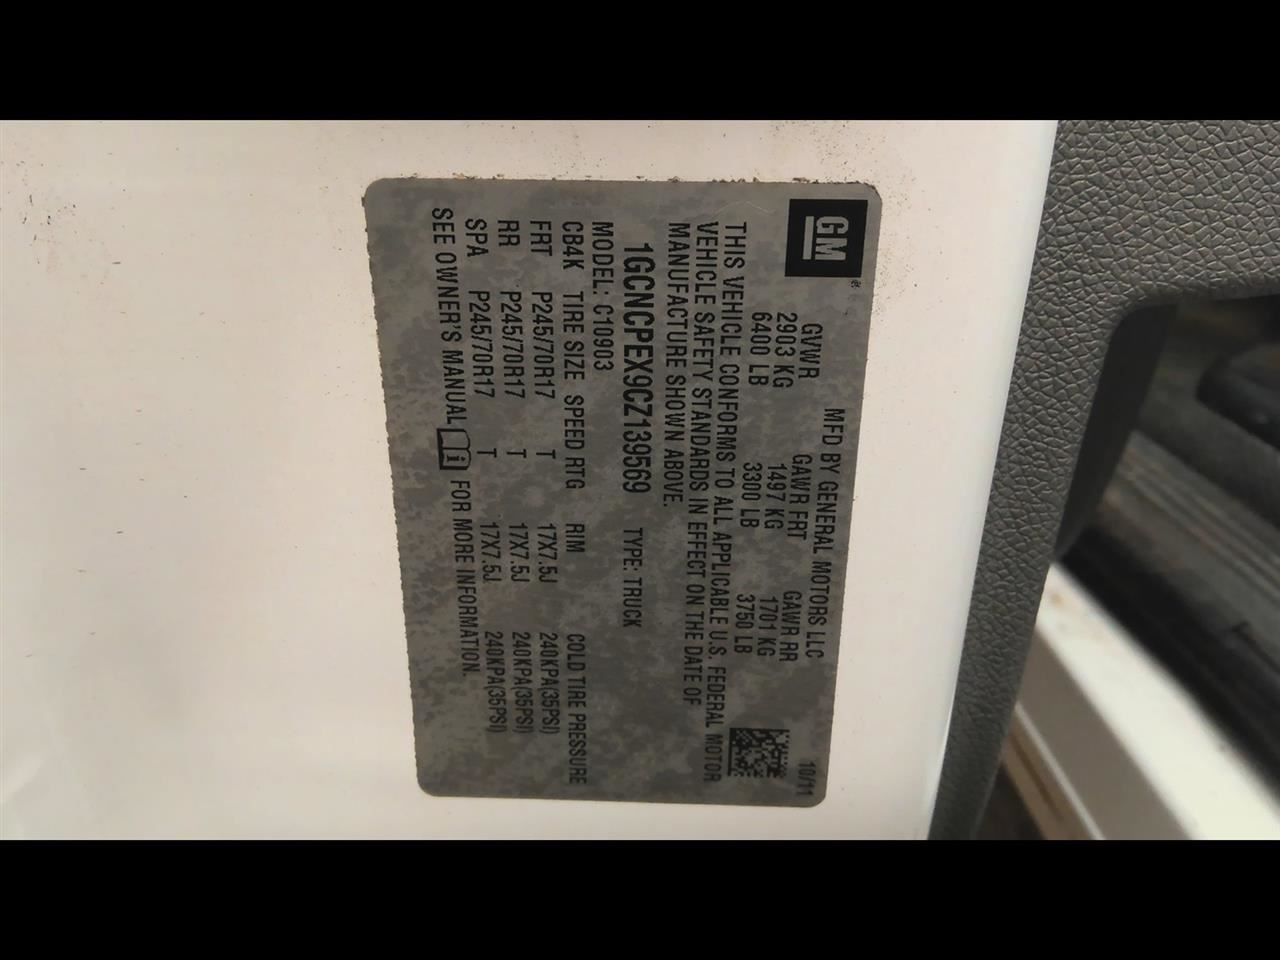 GM
MFD BY GENERAL MOTORS LLC 10/11
GVWR GAWR FRT GAWR RR
2903 KG 1497 KG 1701 KG
6400 LB 3300 LB 3750 LB
THIS VEHICLE CONFORMS TO ALL APPLICABLE U.S. FEDERAL MOTOR
VEHICLE SAFETY STANDARDS IN EFFECT ON THE DATE OF
MANUFACTURE SHOWN ABOVE.
1GCNCPEX9CZ139569 TYPE: TRUCK
MODEL: C10903
CB4K TIRE SIZE SPEED RTG RIM COLD TIRE PRESSURE
FRT P245/70R17 T 17X7.5J 240KPA(35PSI)
RR P245/70R17 T 17X7.5J 240KPA(35PSI)
SPA P245/70R17 T 17X7.5J 240KPA(35PSI)
SEE OWNER'S MANUAL i FOR MORE INFORMATION.